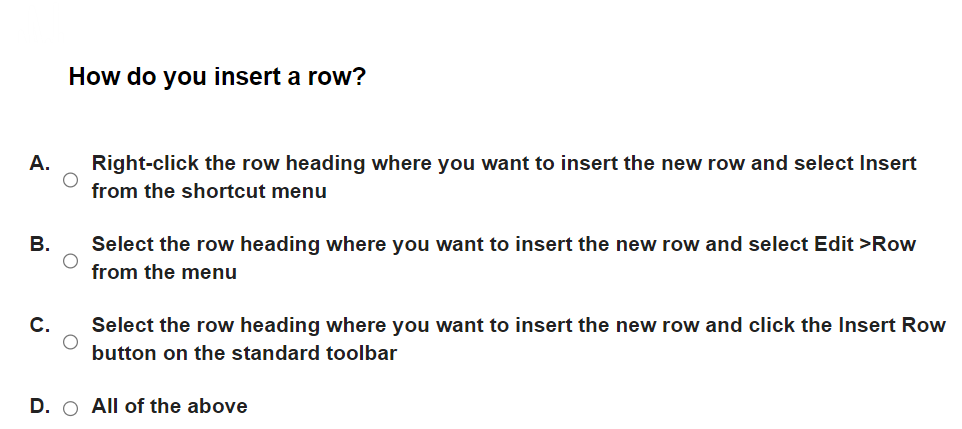 How do you insert a row?
A. Right-click the row heading where you want to insert the new row and select Insert
from the shortcut menu
B. Select the row heading where you want to insert the new row and select Edit >Row
from the menu
C. Select the row heading where you want to insert the new row and click the Insert Row
button on the standard toolbar
D. All of the above